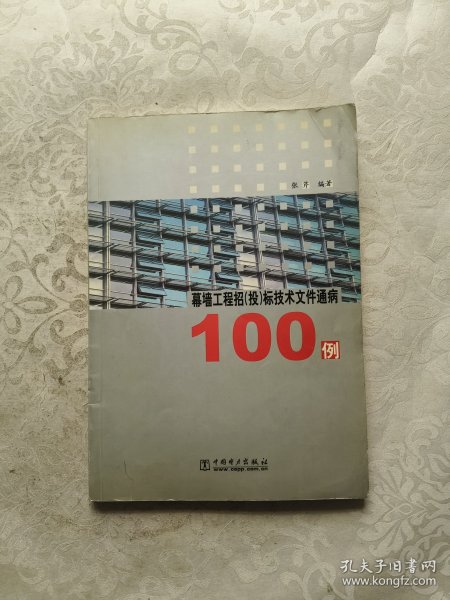 张芹 编著
幕墙工程招(投)标技术文件通病
100例
中国电力出版社
www.cepp.com.cn
孔夫子旧书网
www.kongfz.com